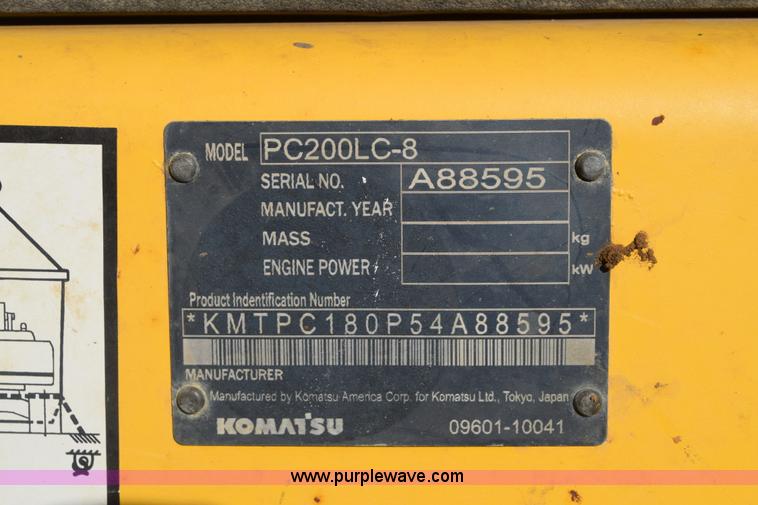 MODEL PC200LC-8
SERIAL NO. A88595
MANUFACT. YEAR
MASS kg
ENGINE POWER kW
Product Indentification Number
*KMTPC180P54A88595*
MANUFACTURER
Manufactured by Komatsu America Corp. for Komatsu Ltd., Tokyo, Japan
KOMATSU 09601-10041
www.purplewave.com